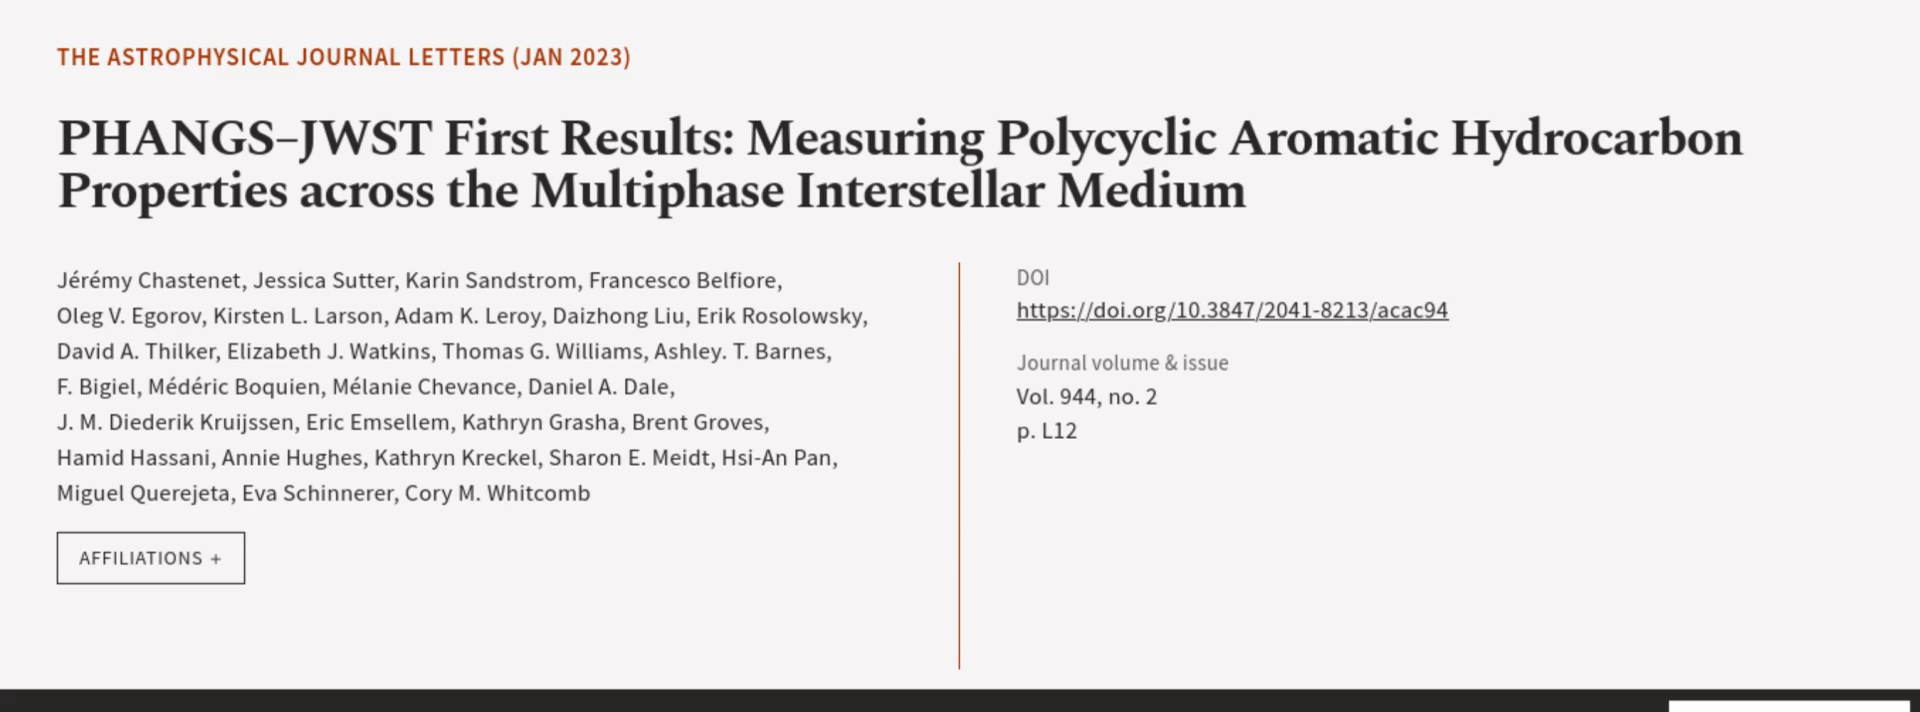 THE ASTROPHYSICAL JOURNAL LETTERS (JAN 2023)
PHANGS–JWST First Results: Measuring Polycyclic Aromatic Hydrocarbon
Properties across the Multiphase Interstellar Medium
Jérémy Chastenet, Jessica Sutter, Karin Sandstrom, Francesco Belfiore,
Oleg V. Egorov, Kirsten L. Larson, Adam K. Leroy, Daizhong Liu, Erik Rosolowsky,
David A. Thilker, Elizabeth J. Watkins, Thomas G. Williams, Ashley. T. Barnes,
F. Bigiel, Médéric Boquien, Mélanie Chevance, Daniel A. Dale,
J. M. Diederik Kruijssen, Eric Emsellem, Kathryn Grasha, Brent Groves,
Hamid Hassani, Annie Hughes, Kathryn Kreckel, Sharon E. Meidt, Hsi-An Pan,
Miguel Querejeta, Eva Schinnerer, Cory M. Whitcomb
AFFILIATIONS +
DOI
https://doi.org/10.3847/2041-8213/acac94
Journal volume & issue
Vol. 944, no. 2
p. L12